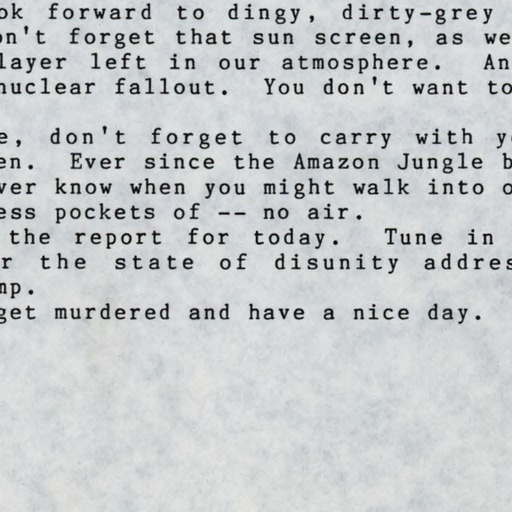 ok forward to dingy, dirty-grey
on't forget that sun screen, as we
layer left in our atmosphere. An
nuclear fallout. You don't want to
e, don't forget to carry with y
en. Ever since the Amazon Jungle b
ver know when you might walk into o
ess pockets of -- no air.
the report for today. Tune in
r the state of disunity addres
mp.
get murdered and have a nice day.